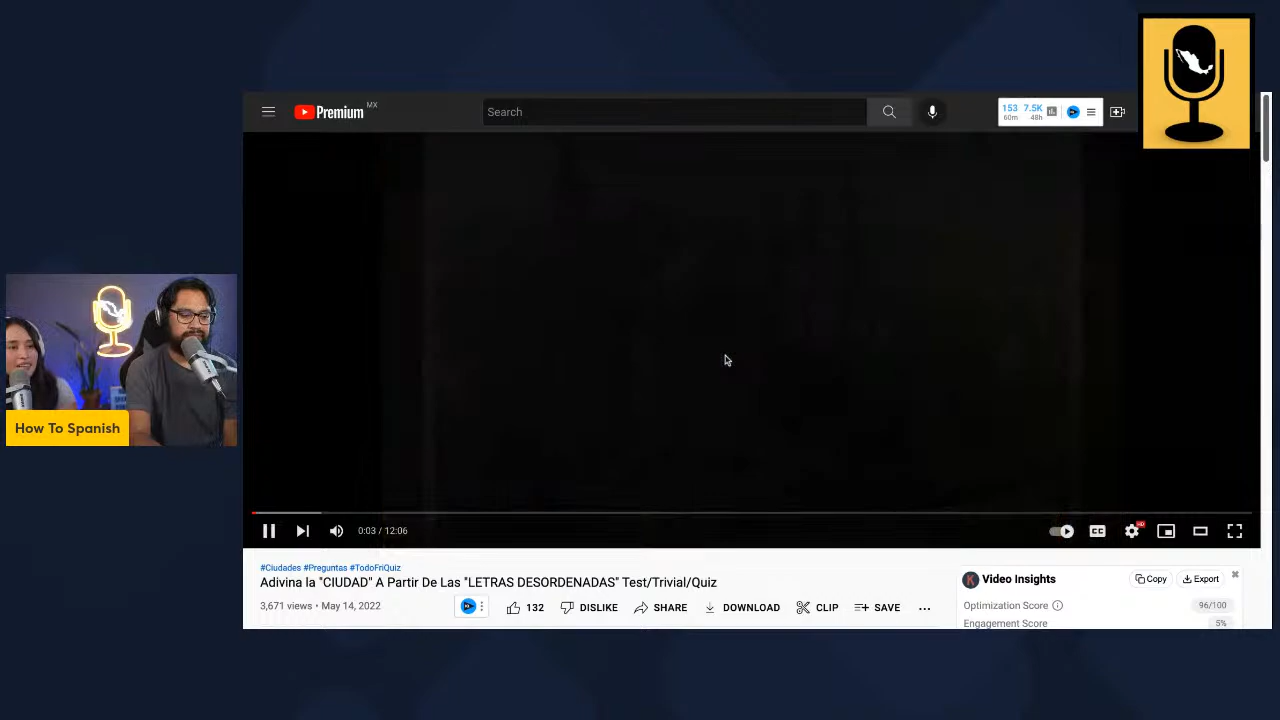 Premium MX
Search
153 7.5K
60m 48h
How To Spanish
0:03 / 12:06
CC
HD
#Ciudades #Preguntas #TodoFriQuiz
Adivina la "CIUDAD" A Partir De Las "LETRAS DESORDENADAS" Test/Trivial/Quiz
3,671 views • May 14, 2022
132
DISLIKE
SHARE
DOWNLOAD
CLIP
SAVE
K Video Insights
Copy
Export
Optimization Score
96/100
Engagement Score
5%